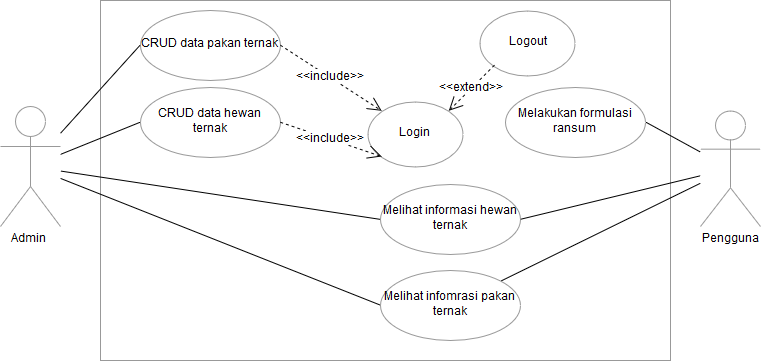 CRUD data pakan ternak
Logout
<<include>>
<<extend>>
CRUD data hewan
ternak
Melakukan formulasi
ransum
<<include>>
Login
Melihat informasi hewan
ternak
Admin
Pengguna
Melihat infomrasi pakan
ternak